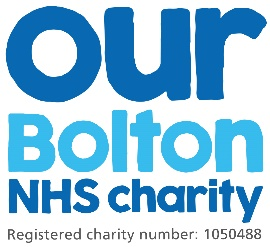 our
Bolton
NHS charity
Registered charity number: 1050488